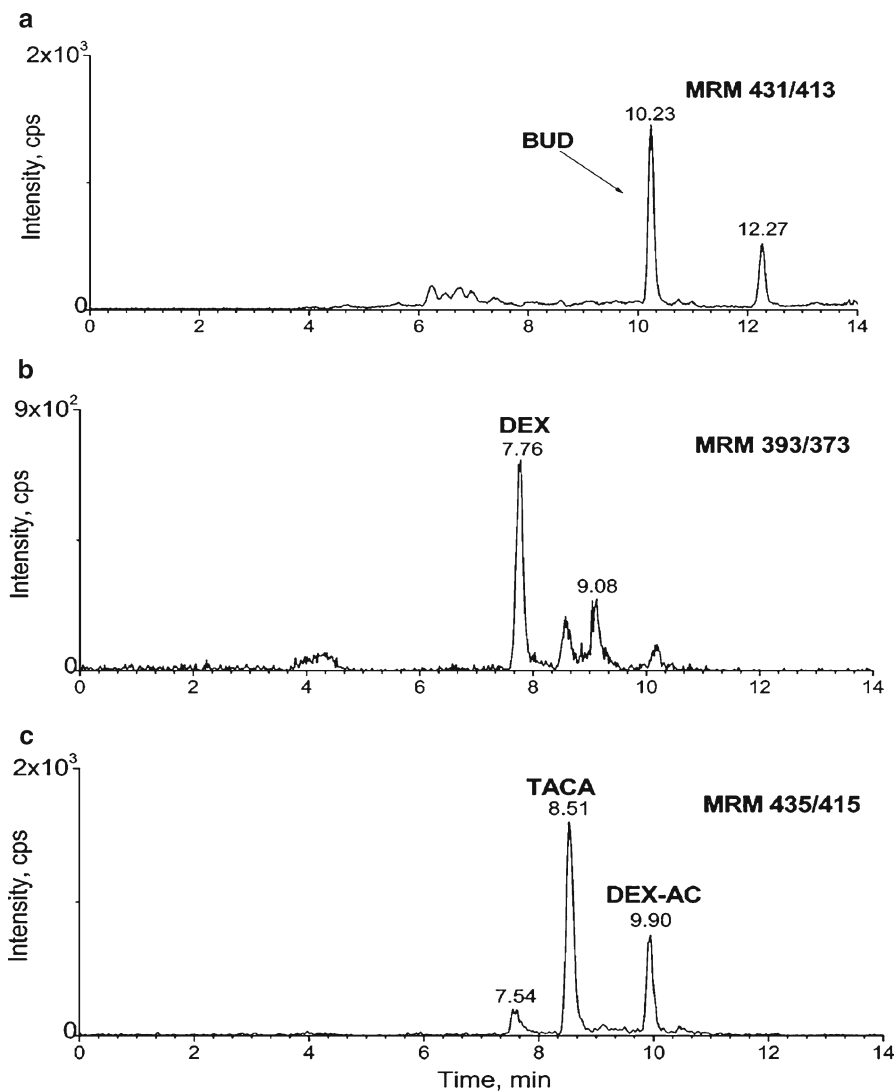 a
2x10³
MRM 431/413
10.23
BUD
12.27
Intensity, cps
0
0 2 4 6 8 10 12 14
b
9x10²
DEX
7.76
MRM 393/373
9.08
Intensity, cps
0
0 2 4 6 8 10 12 14
c
2x10³
TACA
8.51
MRM 435/415
DEX-AC
9.90
7.54
Intensity, cps
0
0 2 4 6 8 10 12 14
Time, min